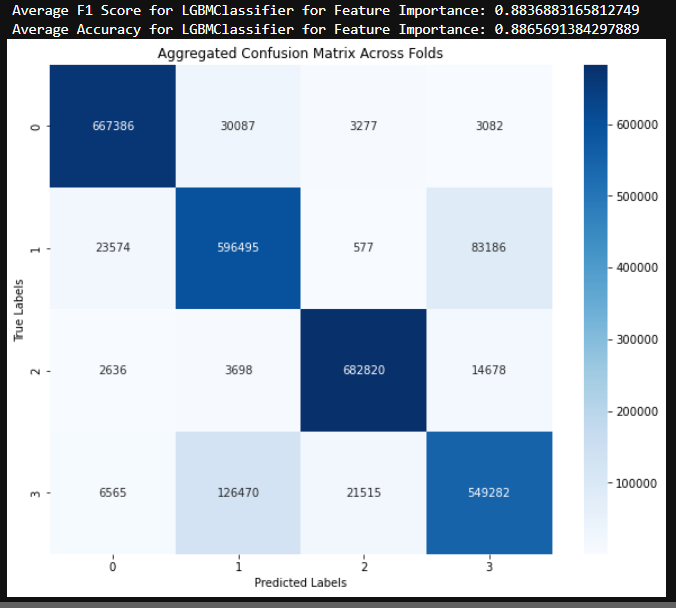 Average F1 Score for LGBMClassifier for Feature Importance: 0.8836883165812749
Average Accuracy for LGBMClassifier for Feature Importance: 0.8865691384297889
Aggregated Confusion Matrix Across Folds
0
667386 30087 3277 3082
1
23574 596495 577 83186
2
2636 3698 682820 14678
3
6565 126470 21515 549282
0 1 2 3
Predicted Labels
True Labels
600000
500000
400000
300000
200000
100000